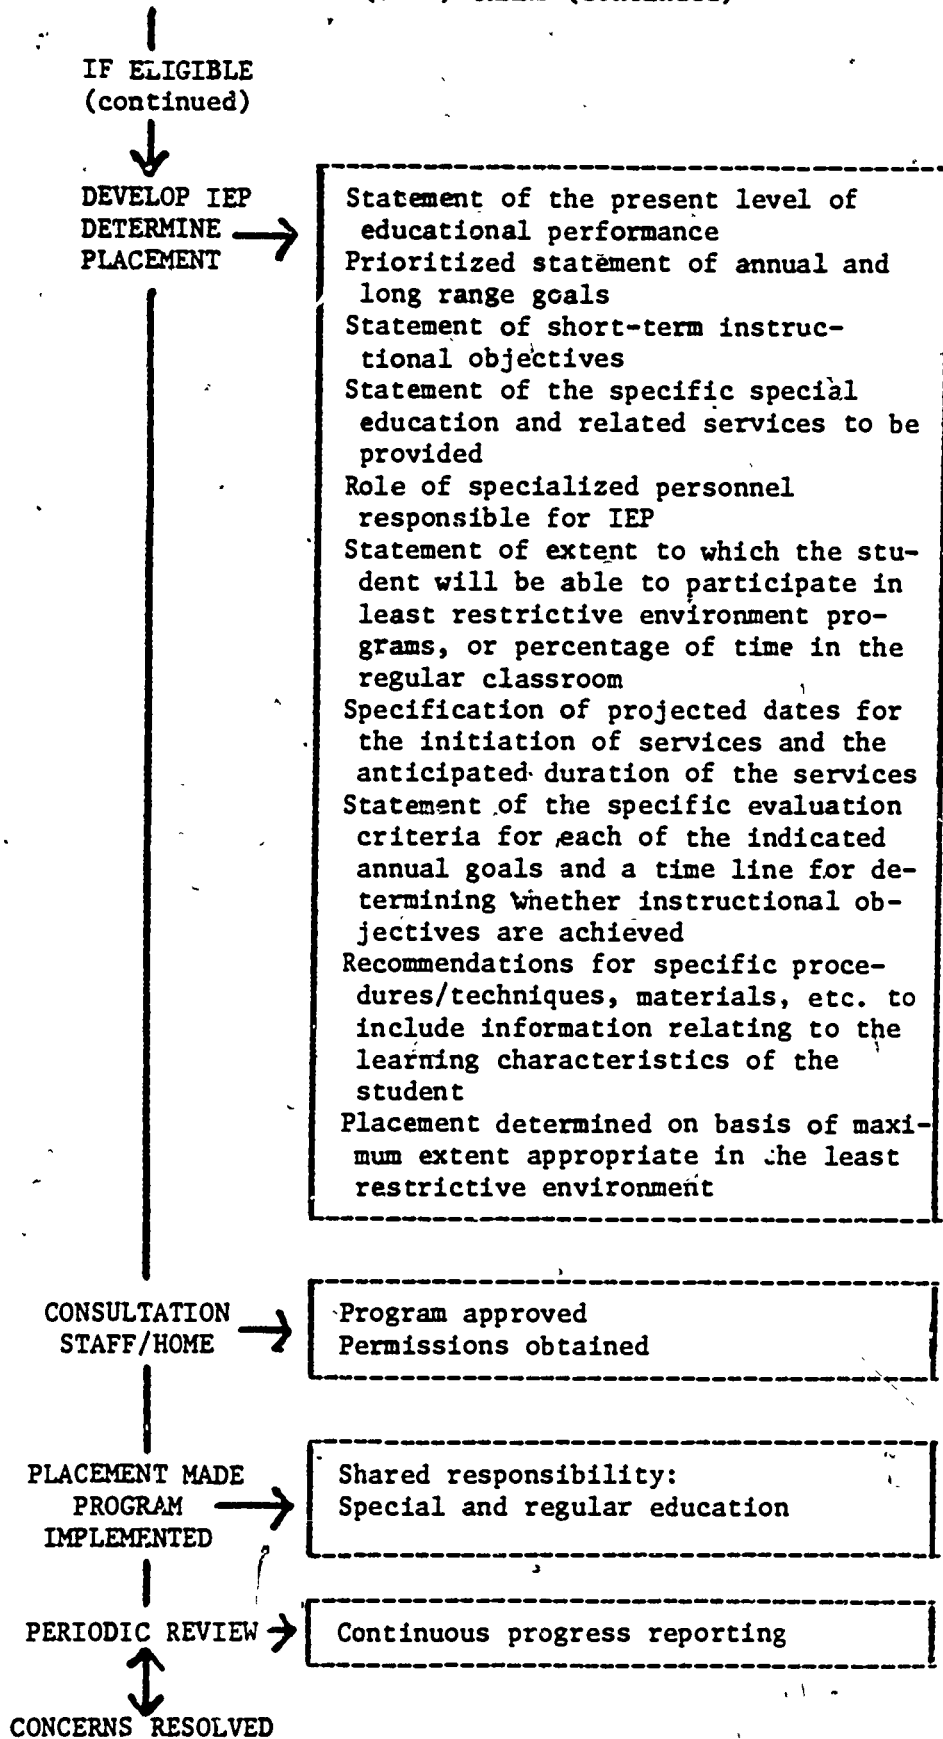 IF ELIGIBLE
(continued)
DEVELOP IEP
DETERMINE
PLACEMENT
Statement of the present level of
educational performance
Prioritized statement of annual and
long range goals
Statement of short-term instruc-
tional objectives
Statement of the specific special
education and related services to be
provided
Role of specialized personnel
responsible for IEP
Statement of extent to which the stu-
dent will be able to participate in
least restrictive environment pro-
grams, or percentage of time in the
regular classroom
Specification of projected dates for
the initiation of services and the
anticipated duration of the services
Statement of the specific evaluation
criteria for each of the indicated
annual goals and a time line for de-
termining whether instructional ob-
jectives are achieved
Recommendations for specific proce-
dures/techniques, materials, etc. to
include information relating to the
learning characteristics of the
student
Placement determined on basis of maxi-
mum extent appropriate in the least
restrictive environment
CONSULTATION
STAFF/HOME
Program approved
Permissions obtained
PLACEMENT MADE
PROGRAM
IMPLEMENTED
Shared responsibility:
Special and regular education
PERIODIC REVIEW
Continuous progress reporting
CONCERNS RESOLVED